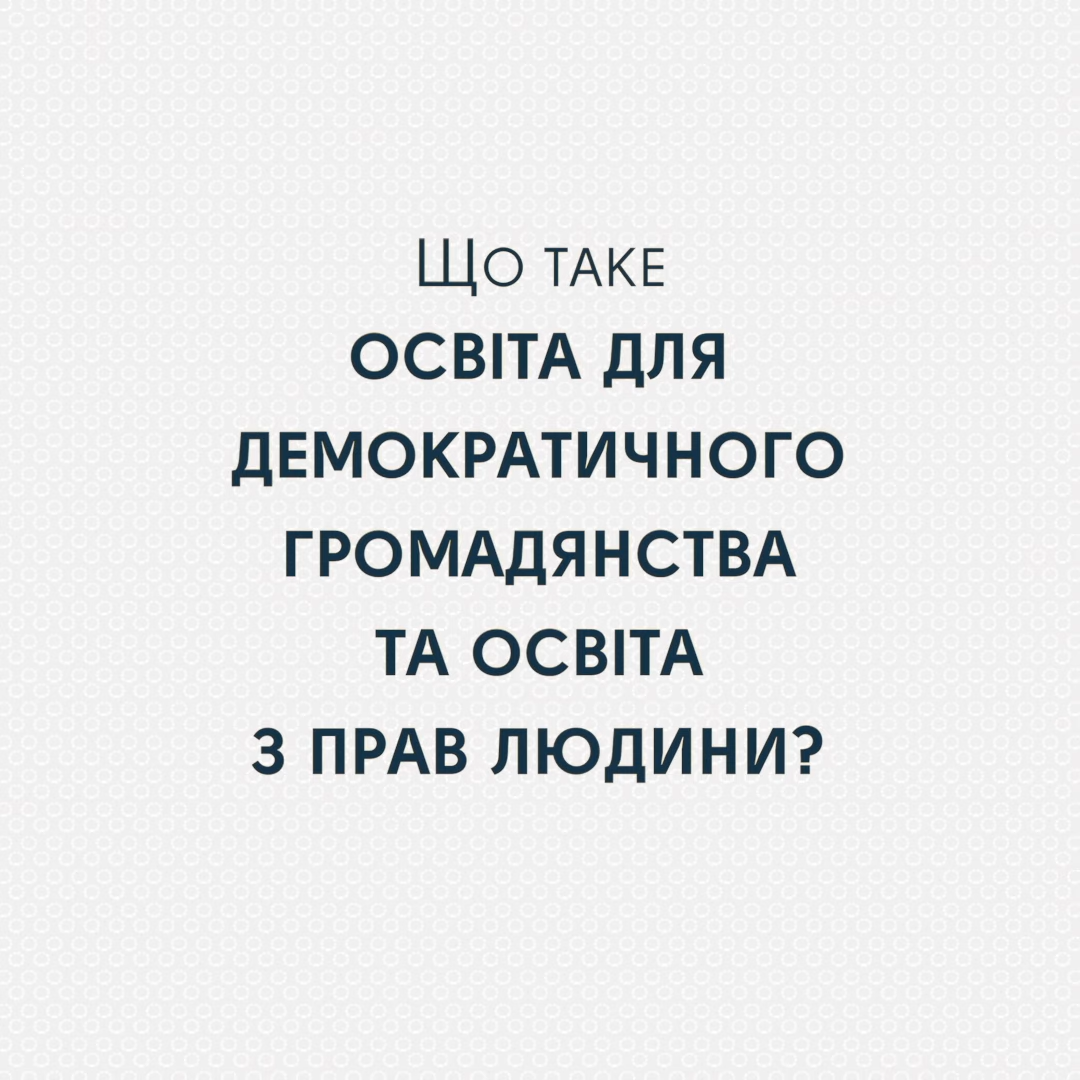 Що таке
ОСВІТА ДЛЯ
ДЕМОКРАТИЧНОГО
ГРОМАДЯНСТВА
ТА ОСВІТА
З ПРАВ ЛЮДИНИ?